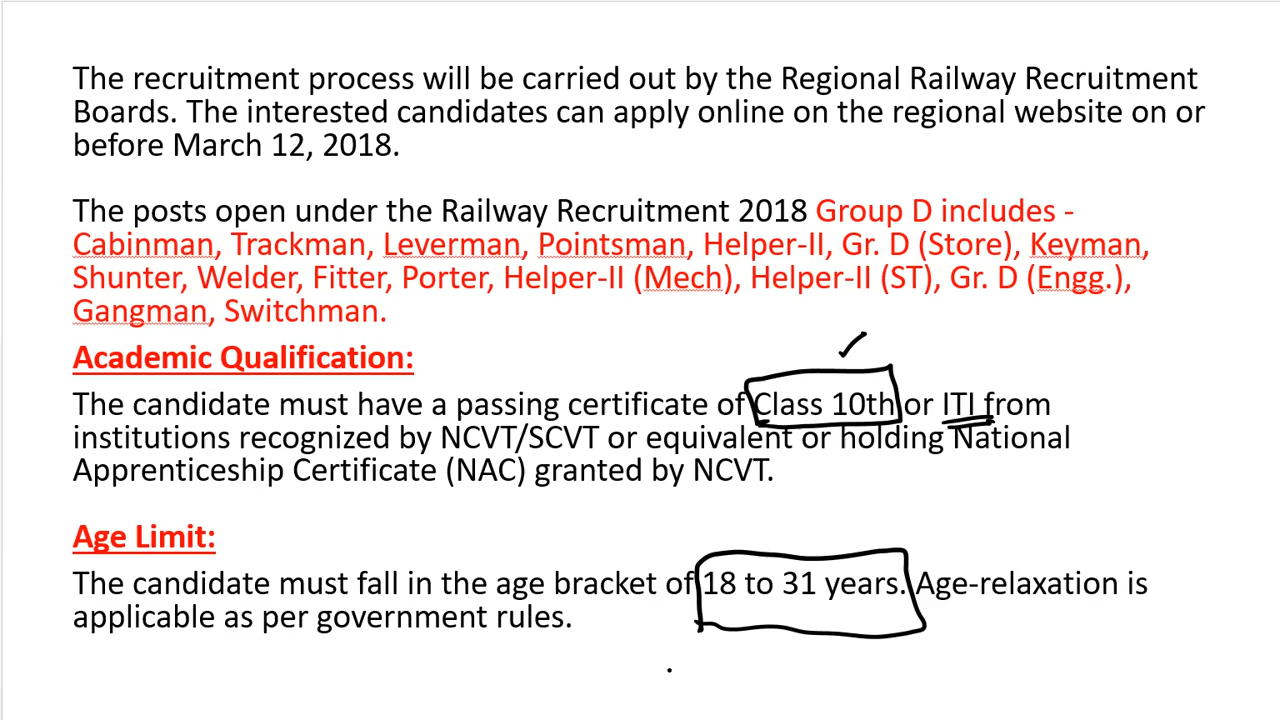 The recruitment process will be carried out by the Regional Railway Recruitment
Boards. The interested candidates can apply online on the regional website on or
before March 12, 2018.
The posts open under the Railway Recruitment 2018 Group D includes -
Cabinman, Trackman, Leverman, Pointsman, Helper-II, Gr. D (Store), Keyman,
Shunter, Welder, Fitter, Porter, Helper-II (Mech), Helper-II (ST), Gr. D (Engg.),
Gangman, Switchman.
Academic Qualification:
The candidate must have a passing certificate of Class 10th or ITI from
institutions recognized by NCVT/SCVT or equivalent or holding National
Apprenticeship Certificate (NAC) granted by NCVT.
Age Limit:
The candidate must fall in the age bracket of 18 to 31 years. Age-relaxation is
applicable as per government rules.